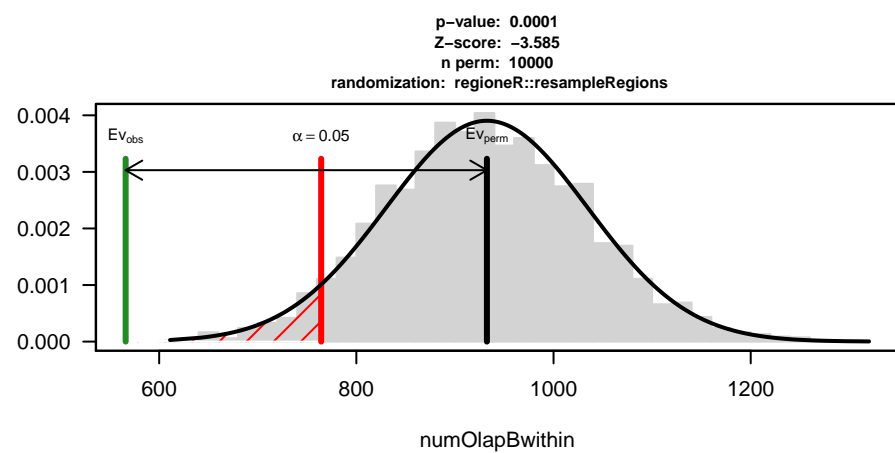 p−value: 0.0001
Z−score: −3.585
n perm: 10000
randomization: regioneR::resampleRegions
0.004
0.003
0.002
0.001
0.000
Evobs
α = 0.05
Evperm
600 800 1000 1200
numOlapBwithin